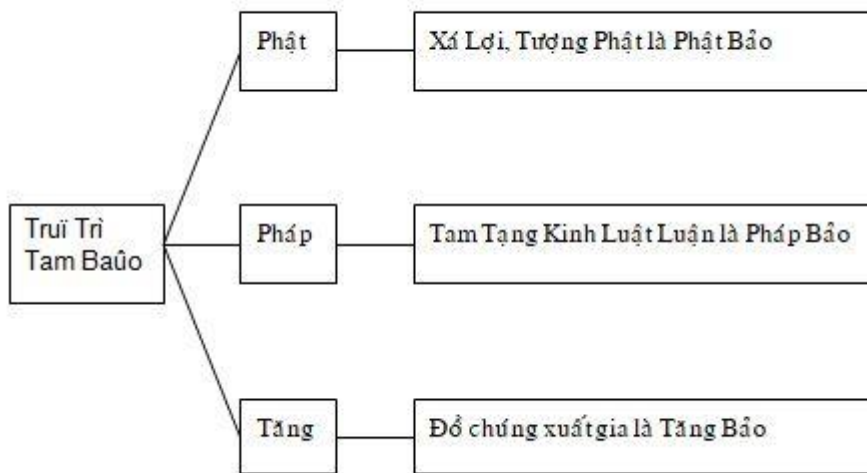 Phật
Xá Lợi, Tượng Phật là Phật Bảo
Truï Trì
Tam Baûo
Pháp
Tam Tạng Kinh Luật Luận là Pháp Bảo
Tăng
Đồ chúng xuất gia là Tăng Bảo